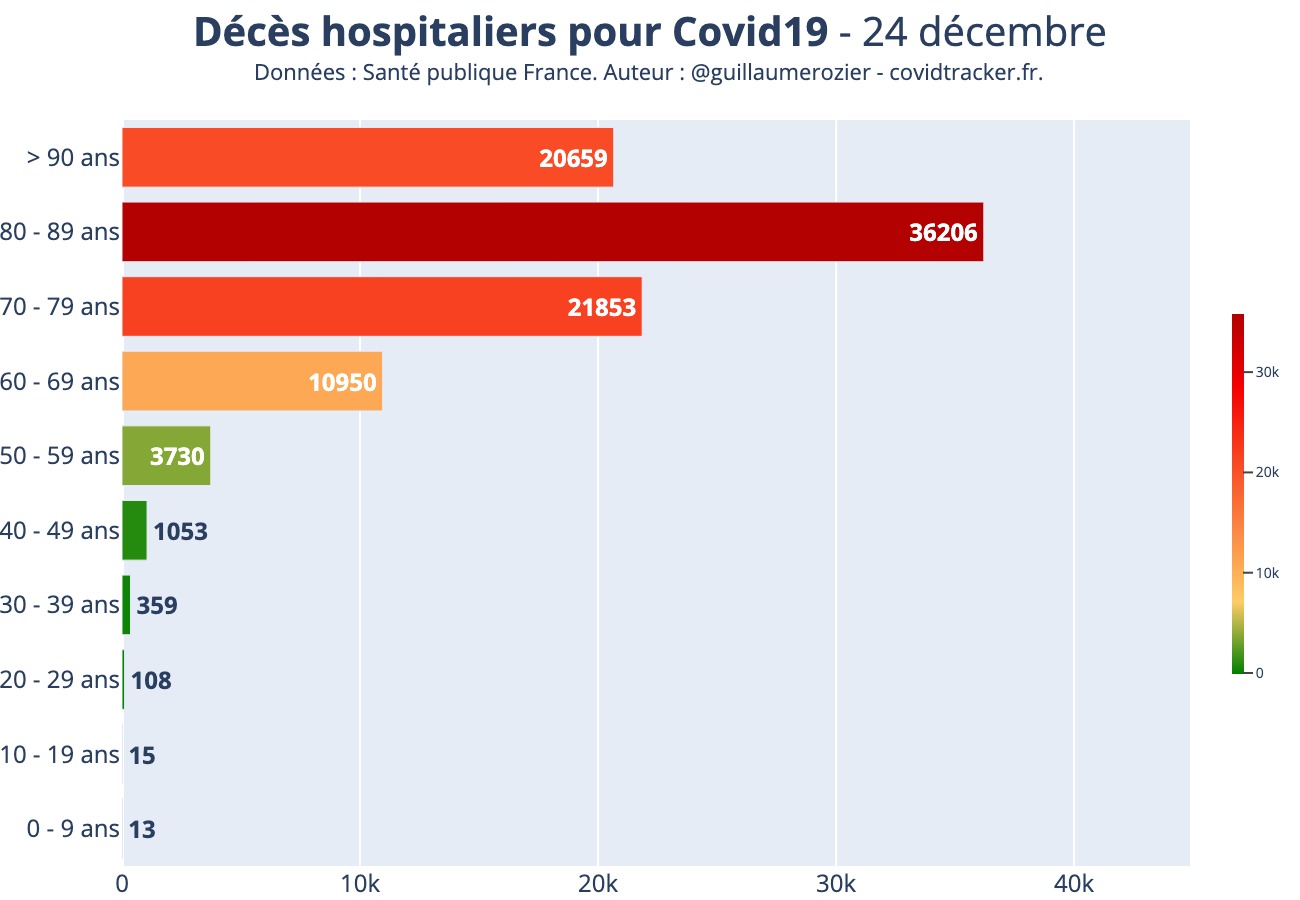 Décès hospitaliers pour Covid19 - 24 décembre
Données : Santé publique France. Auteur : @guillaumerozier - covidtracker.fr.
> 90 ans 20659
80 - 89 ans 36206
70 - 79 ans 21853
60 - 69 ans 10950
50 - 59 ans 3730
40 - 49 ans 1053
30 - 39 ans 359
20 - 29 ans 108
10 - 19 ans 15
0 - 9 ans 13
0 10k 20k 30k 40k
30k
20k
10k
0